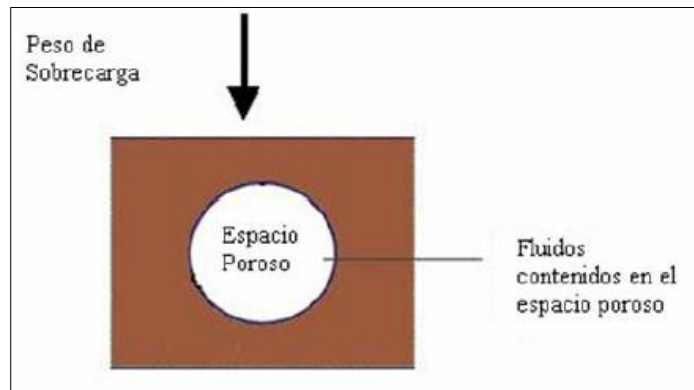 Peso de
Sobrecarga
Espacio
Poroso
Fluidos
contenidos en el
espacio poroso